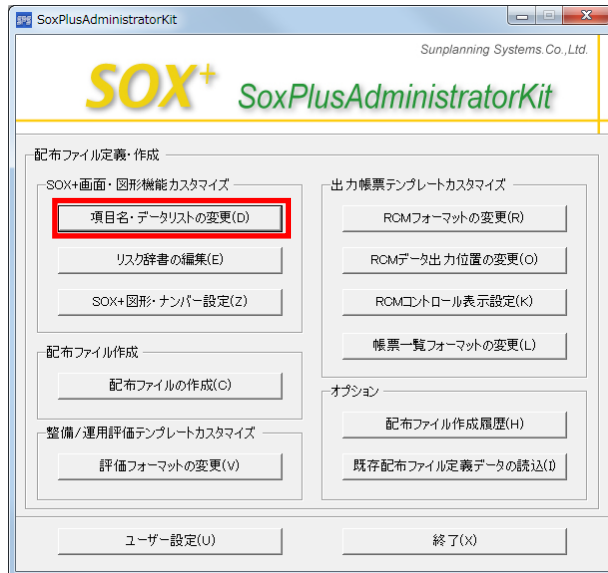 SPS SoxPlusAdministratorKit
Sunplanning Systems.Co.,Ltd.
SOX+ SoxPlusAdministratorKit
配布ファイル定義・作成
SOX+画面・図形機能カスタマイズ
項目名・データリストの変更(D)
リスク辞書の編集(E)
SOX+図形・ナンバー設定(Z)
配布ファイル作成
配布ファイルの作成(C)
整備/運用評価テンプレートカスタマイズ
評価フォーマットの変更(V)
出力帳票テンプレートカスタマイズ
RCMフォーマットの変更(R)
RCMデータ出力位置の変更(O)
RCMコントロール表示設定(K)
帳票一覧フォーマットの変更(L)
オプション
配布ファイル作成履歴(H)
既存配布ファイル定義データの読込(I)
ユーザー設定(U)
終了(X)